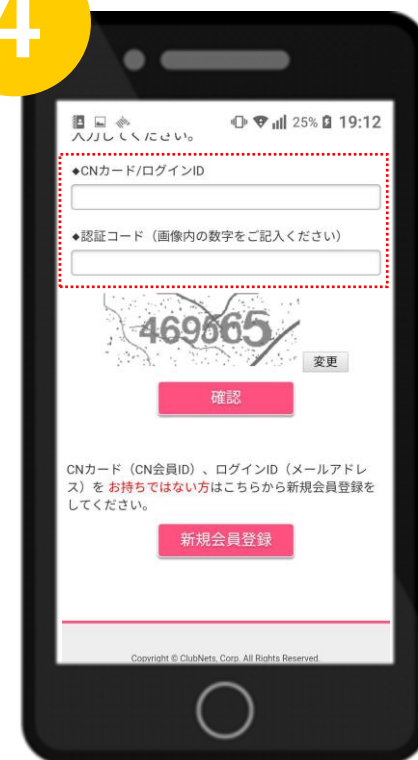 4
25% 19:12
入力してください。
◆CNカード/ログインID
◆認証コード（画像内の数字をご記入ください）
469665
変更
確認
CNカード（CN会員ID）、ログインID（メールアドレ
ス）を お持ちではない方はこちらから新規会員登録を
してください。
新規会員登録
Copyright © ClubNets, Corp. All Rights Reserved.